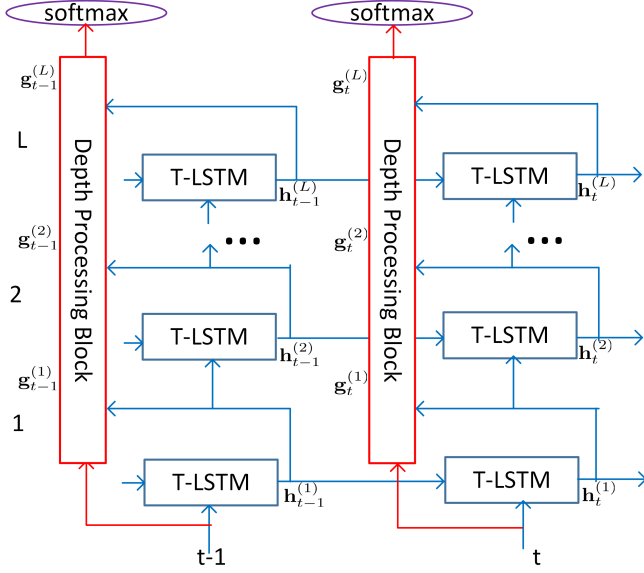 softmax softmax
g_{t-1}^{(L)} g_t^{(L)}
L
Depth Processing Block Depth Processing Block
T-LSTM T-LSTM
h_{t-1}^{(L)} h_t^{(L)}
g_{t-1}^{(2)} ... g_t^{(2)} ...
2
T-LSTM T-LSTM
h_{t-1}^{(2)} h_t^{(2)}
g_{t-1}^{(1)} g_t^{(1)}
1
T-LSTM T-LSTM
h_{t-1}^{(1)} h_t^{(1)}
t-1 t